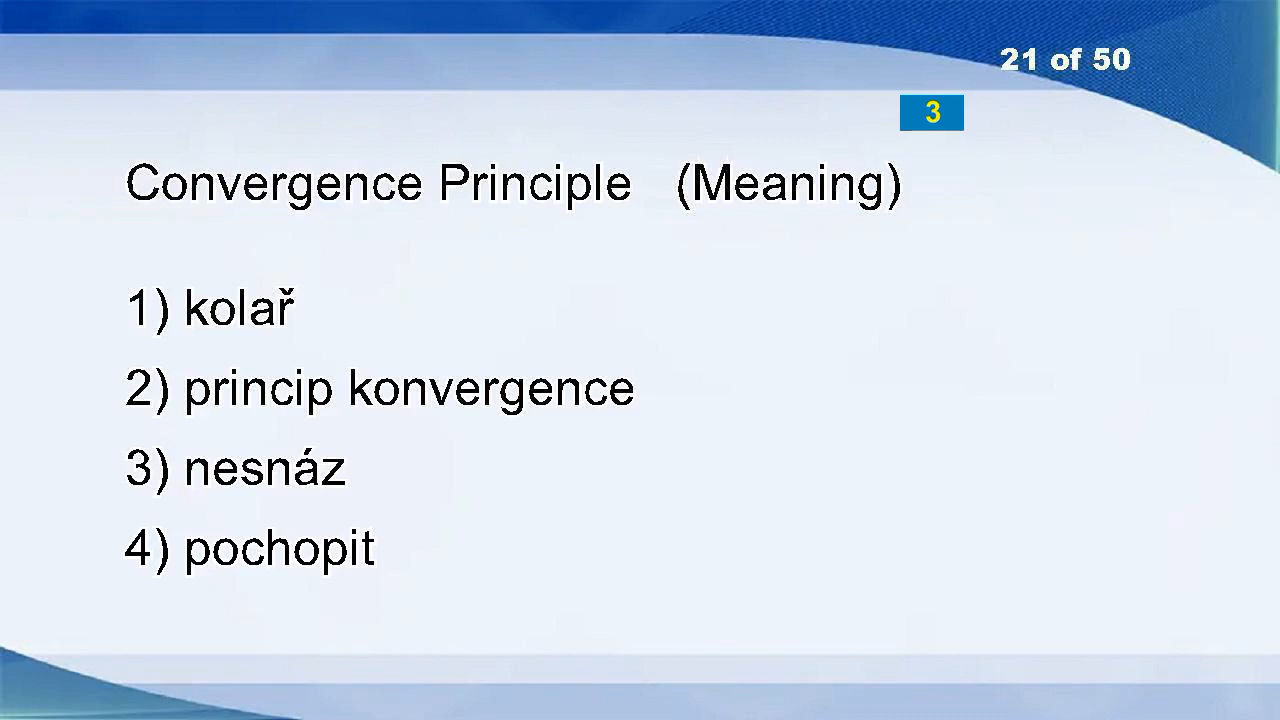 21 of 50
3
Convergence Principle (Meaning)
1) kolař
2) princip konvergence
3) nesnáz
4) pochopit